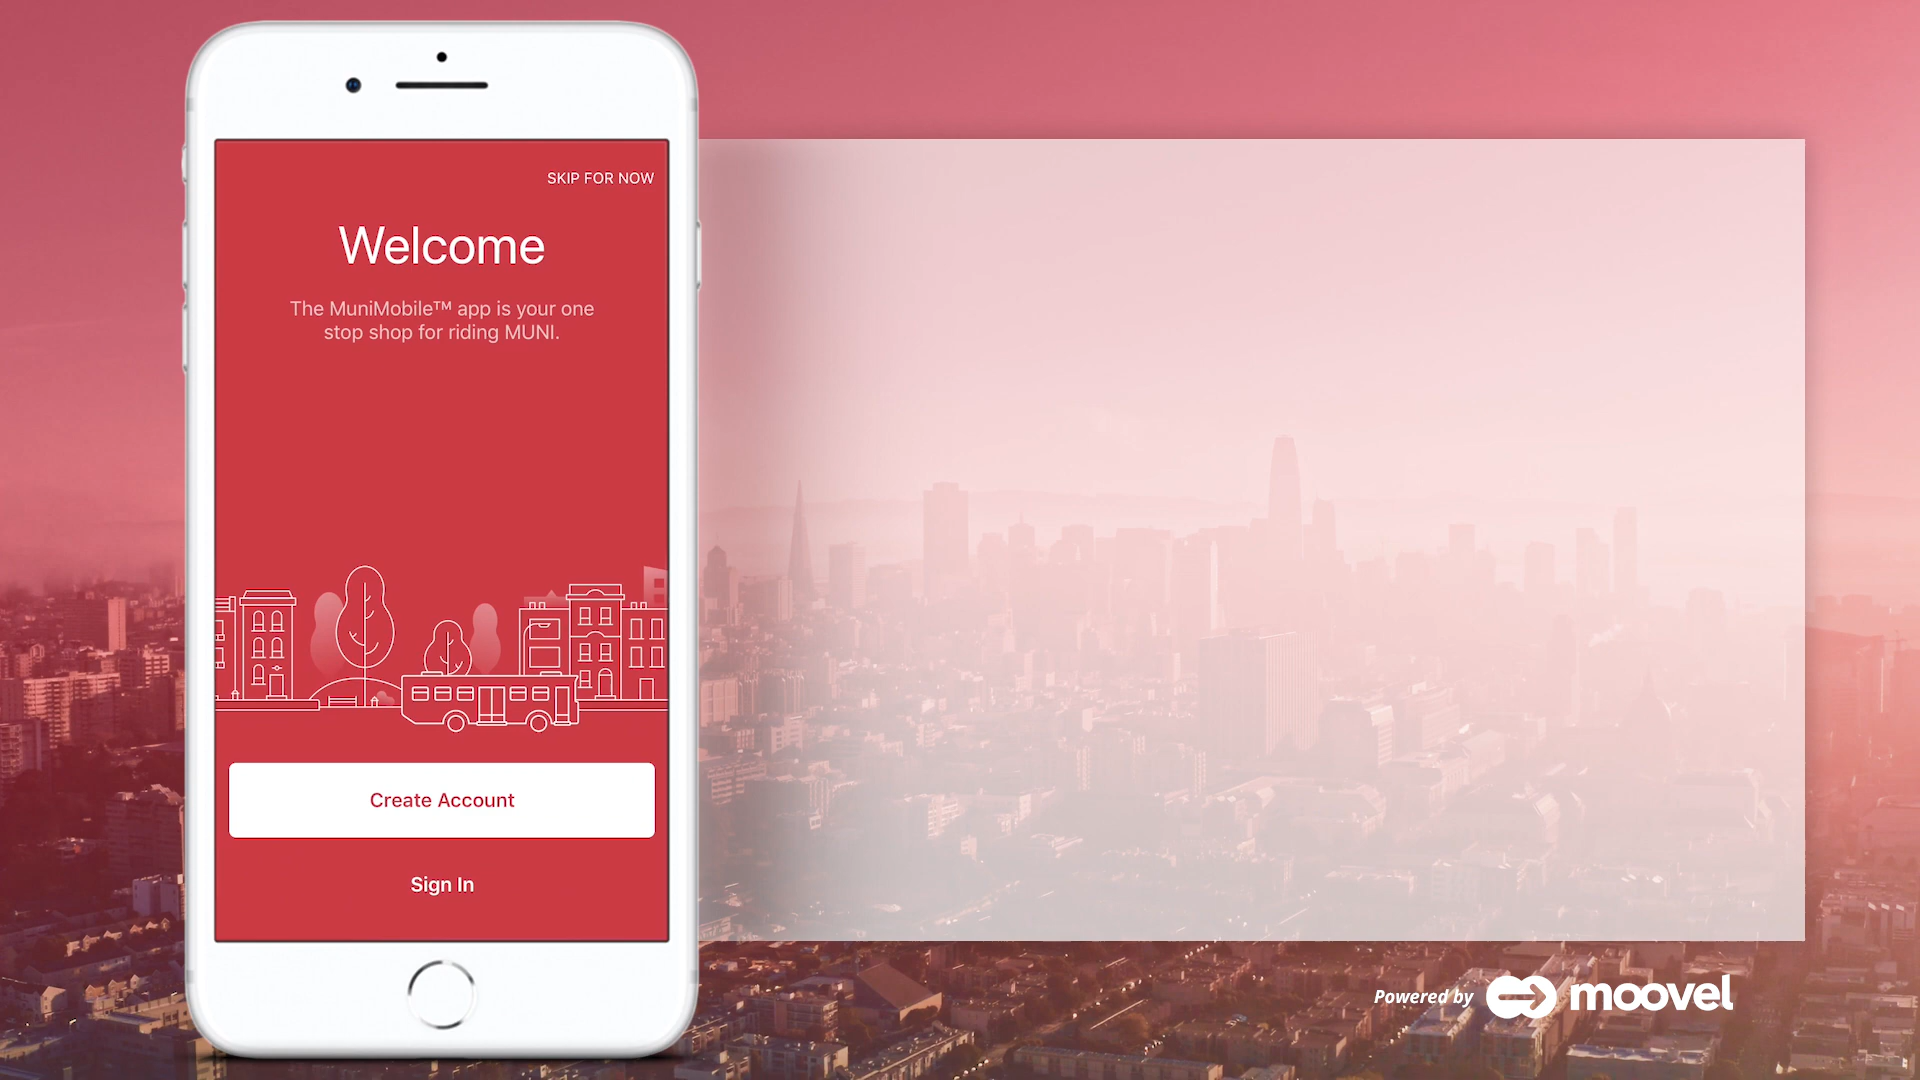 SKIP FOR NOW
Welcome
The MuniMobile™ app is your one
stop shop for riding MUNI.
Create Account
Sign In
Powered by moovel